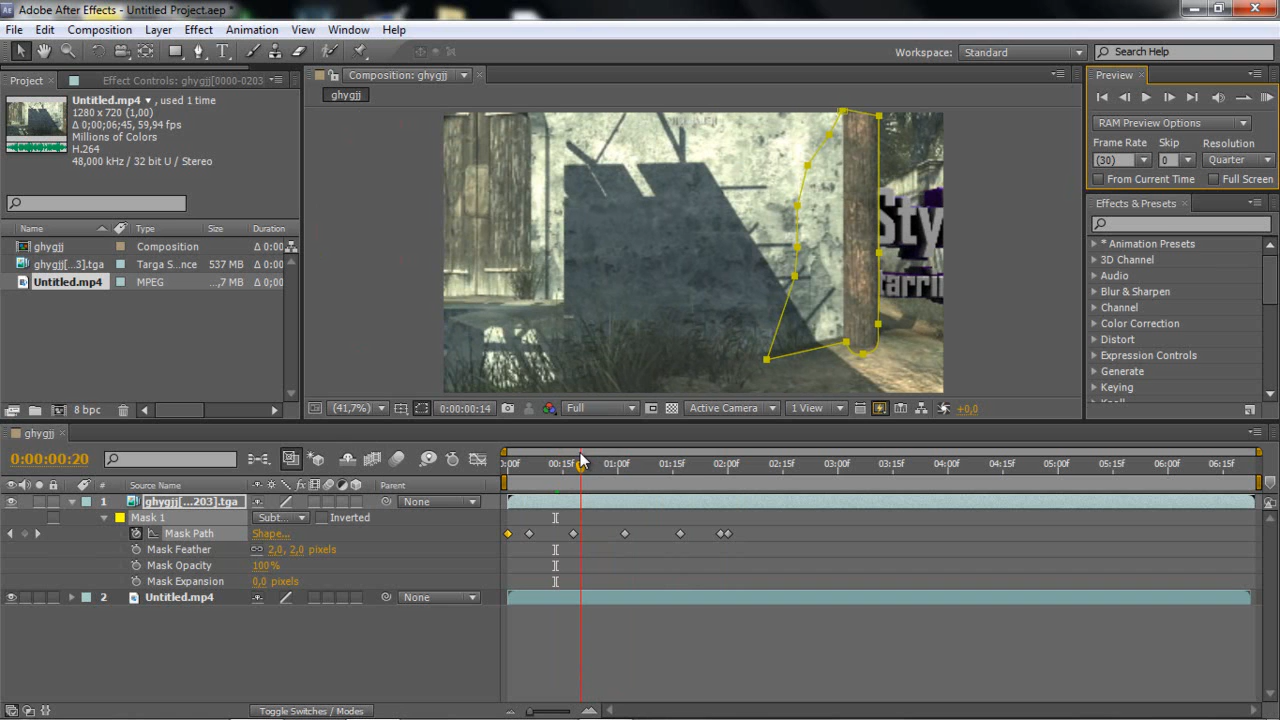 Adobe After Effects - Untitled Project.aep *
File Edit Composition Layer Effect Animation View Window Help
Workspace: Standard Search Help
Project Effect Controls: ghygjj[0000-0203
Composition: ghygjj
Preview
ghygjj
Untitled.mp4 , used 1 time
1280 x 720 (1,00)
Δ 0;00;06;45, 59,94 fps
Millions of Colors
H.264
48,000 kHz / 32 bit U / Stereo
RAM Preview Options
Frame Rate Skip Resolution
(30) 0 Quarter
From Current Time Full Screen
Effects & Presets
Name Type Size Duration
ghygjj Composition Δ 0:00
ghygjj[...3].tga Targa S...nce 537 MB Δ 0:00
Untitled.mp4 MPEG ...,7 MB Δ 0;00
* Animation Presets
3D Channel
Audio
Blur & Sharpen
Channel
Color Correction
Distort
Expression Controls
Generate
Keying
Sty
tarrin
8 bpc
(41,7%) 0:00:00:14 Full Active Camera 1 View +0,0
ghygjj
0:00:00:20
0:00f 00:15f 01:00f 01:15f 02:00f 02:15f 03:00f 03:15f 04:00f 04:15f 05:00f 05:15f 06:00f 06:15f
# Source Name Parent
1 ghygjj[...203].tga None
Mask 1 Subt... Inverted
Mask Path Shape...
Mask Feather 2,0, 2,0 pixels
Mask Opacity 100%
Mask Expansion 0,0 pixels
2 Untitled.mp4 None
Toggle Switches / Modes